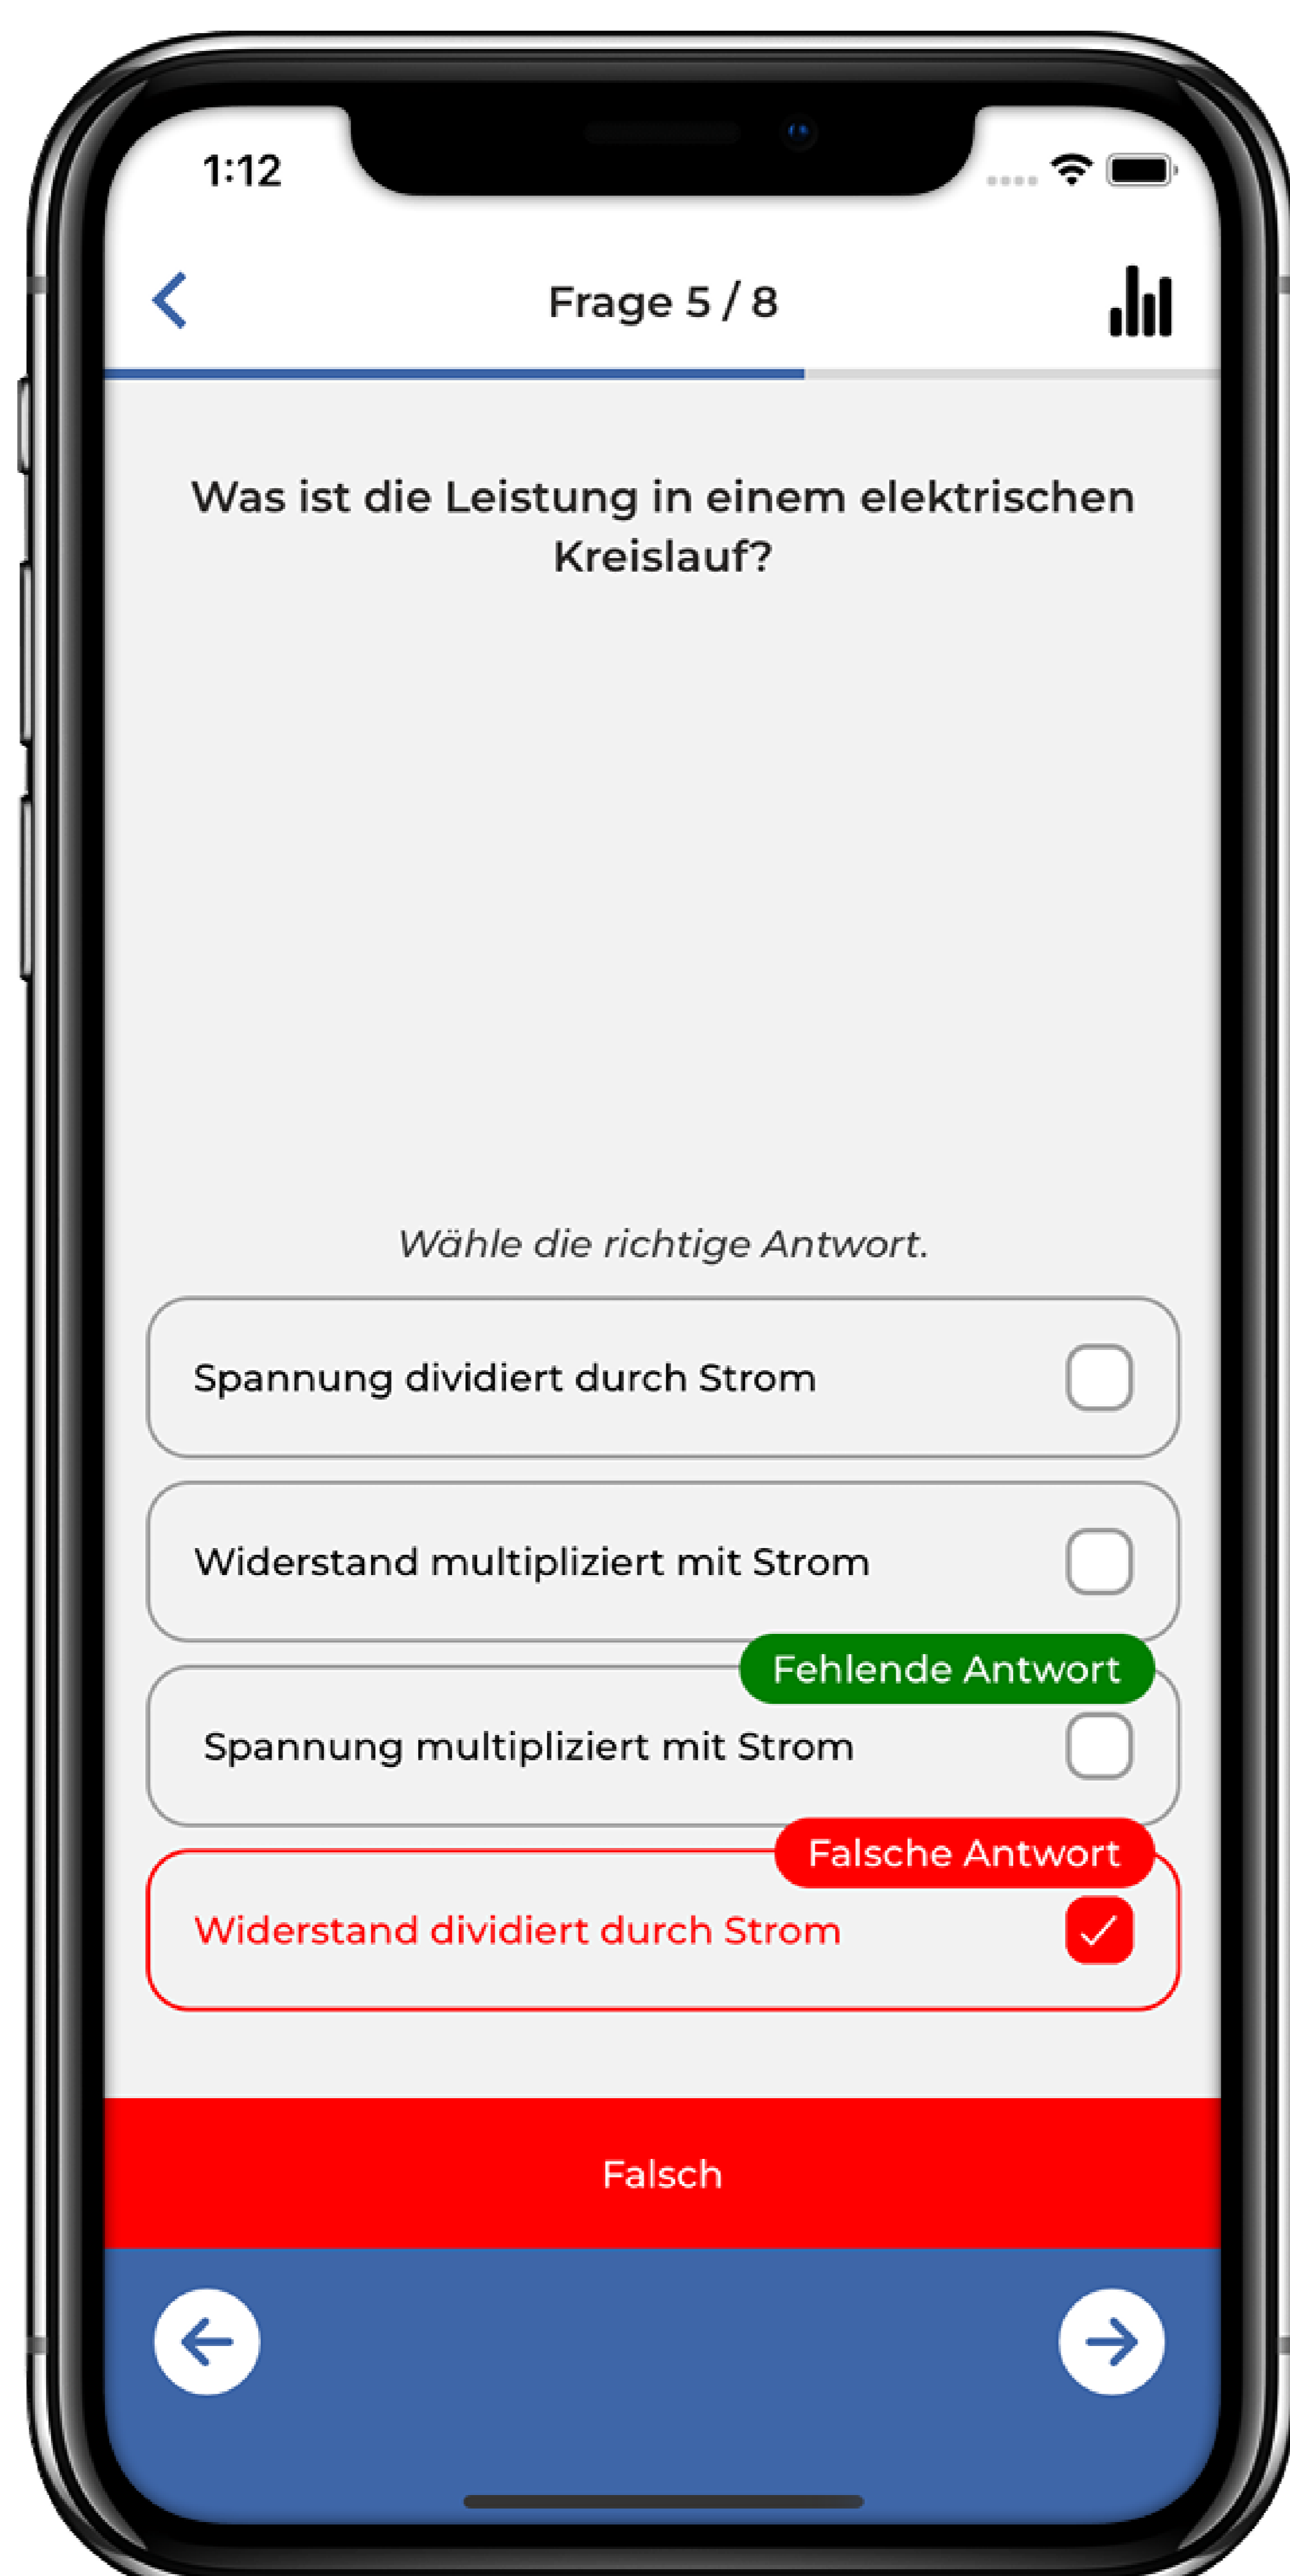 1:12
Frage 5 / 8
Was ist die Leistung in einem elektrischen
Kreislauf?
Wähle die richtige Antwort.
Spannung dividiert durch Strom
Widerstand multipliziert mit Strom
Fehlende Antwort
Spannung multipliziert mit Strom
Falsche Antwort
Widerstand dividiert durch Strom
Falsch